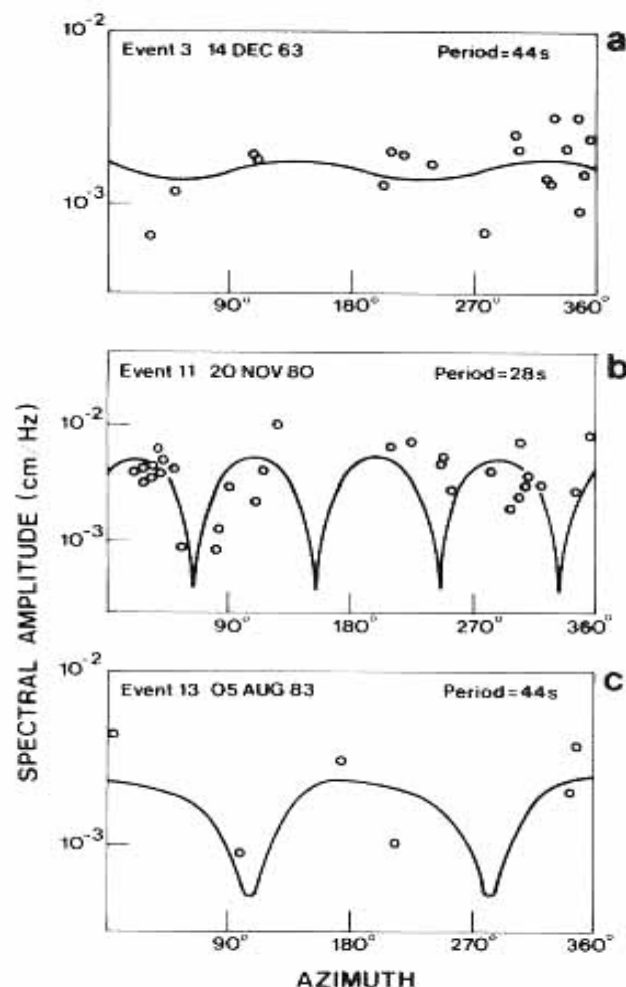 10⁻² a
Event 3 14 DEC 63 Period=44s
10⁻³
90° 180° 270° 360°
b
Event 11 20 NOV 80 Period=28s
10⁻²
10⁻³
90° 180° 270° 360°
10⁻² c
Event 13 05 AUG 83 Period=44s
10⁻³
90° 180° 270° 360°
SPECTRAL AMPLITUDE (cm/Hz)
AZIMUTH